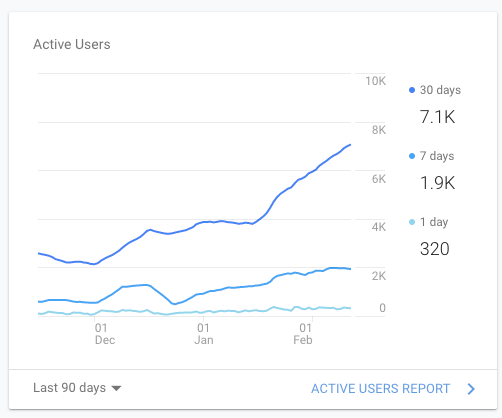 Active Users
10K
8K
6K
4K
2K
0
01 Dec
01 Jan
01 Feb
30 days
7.1K
7 days
1.9K
1 day
320
Last 90 days
ACTIVE USERS REPORT